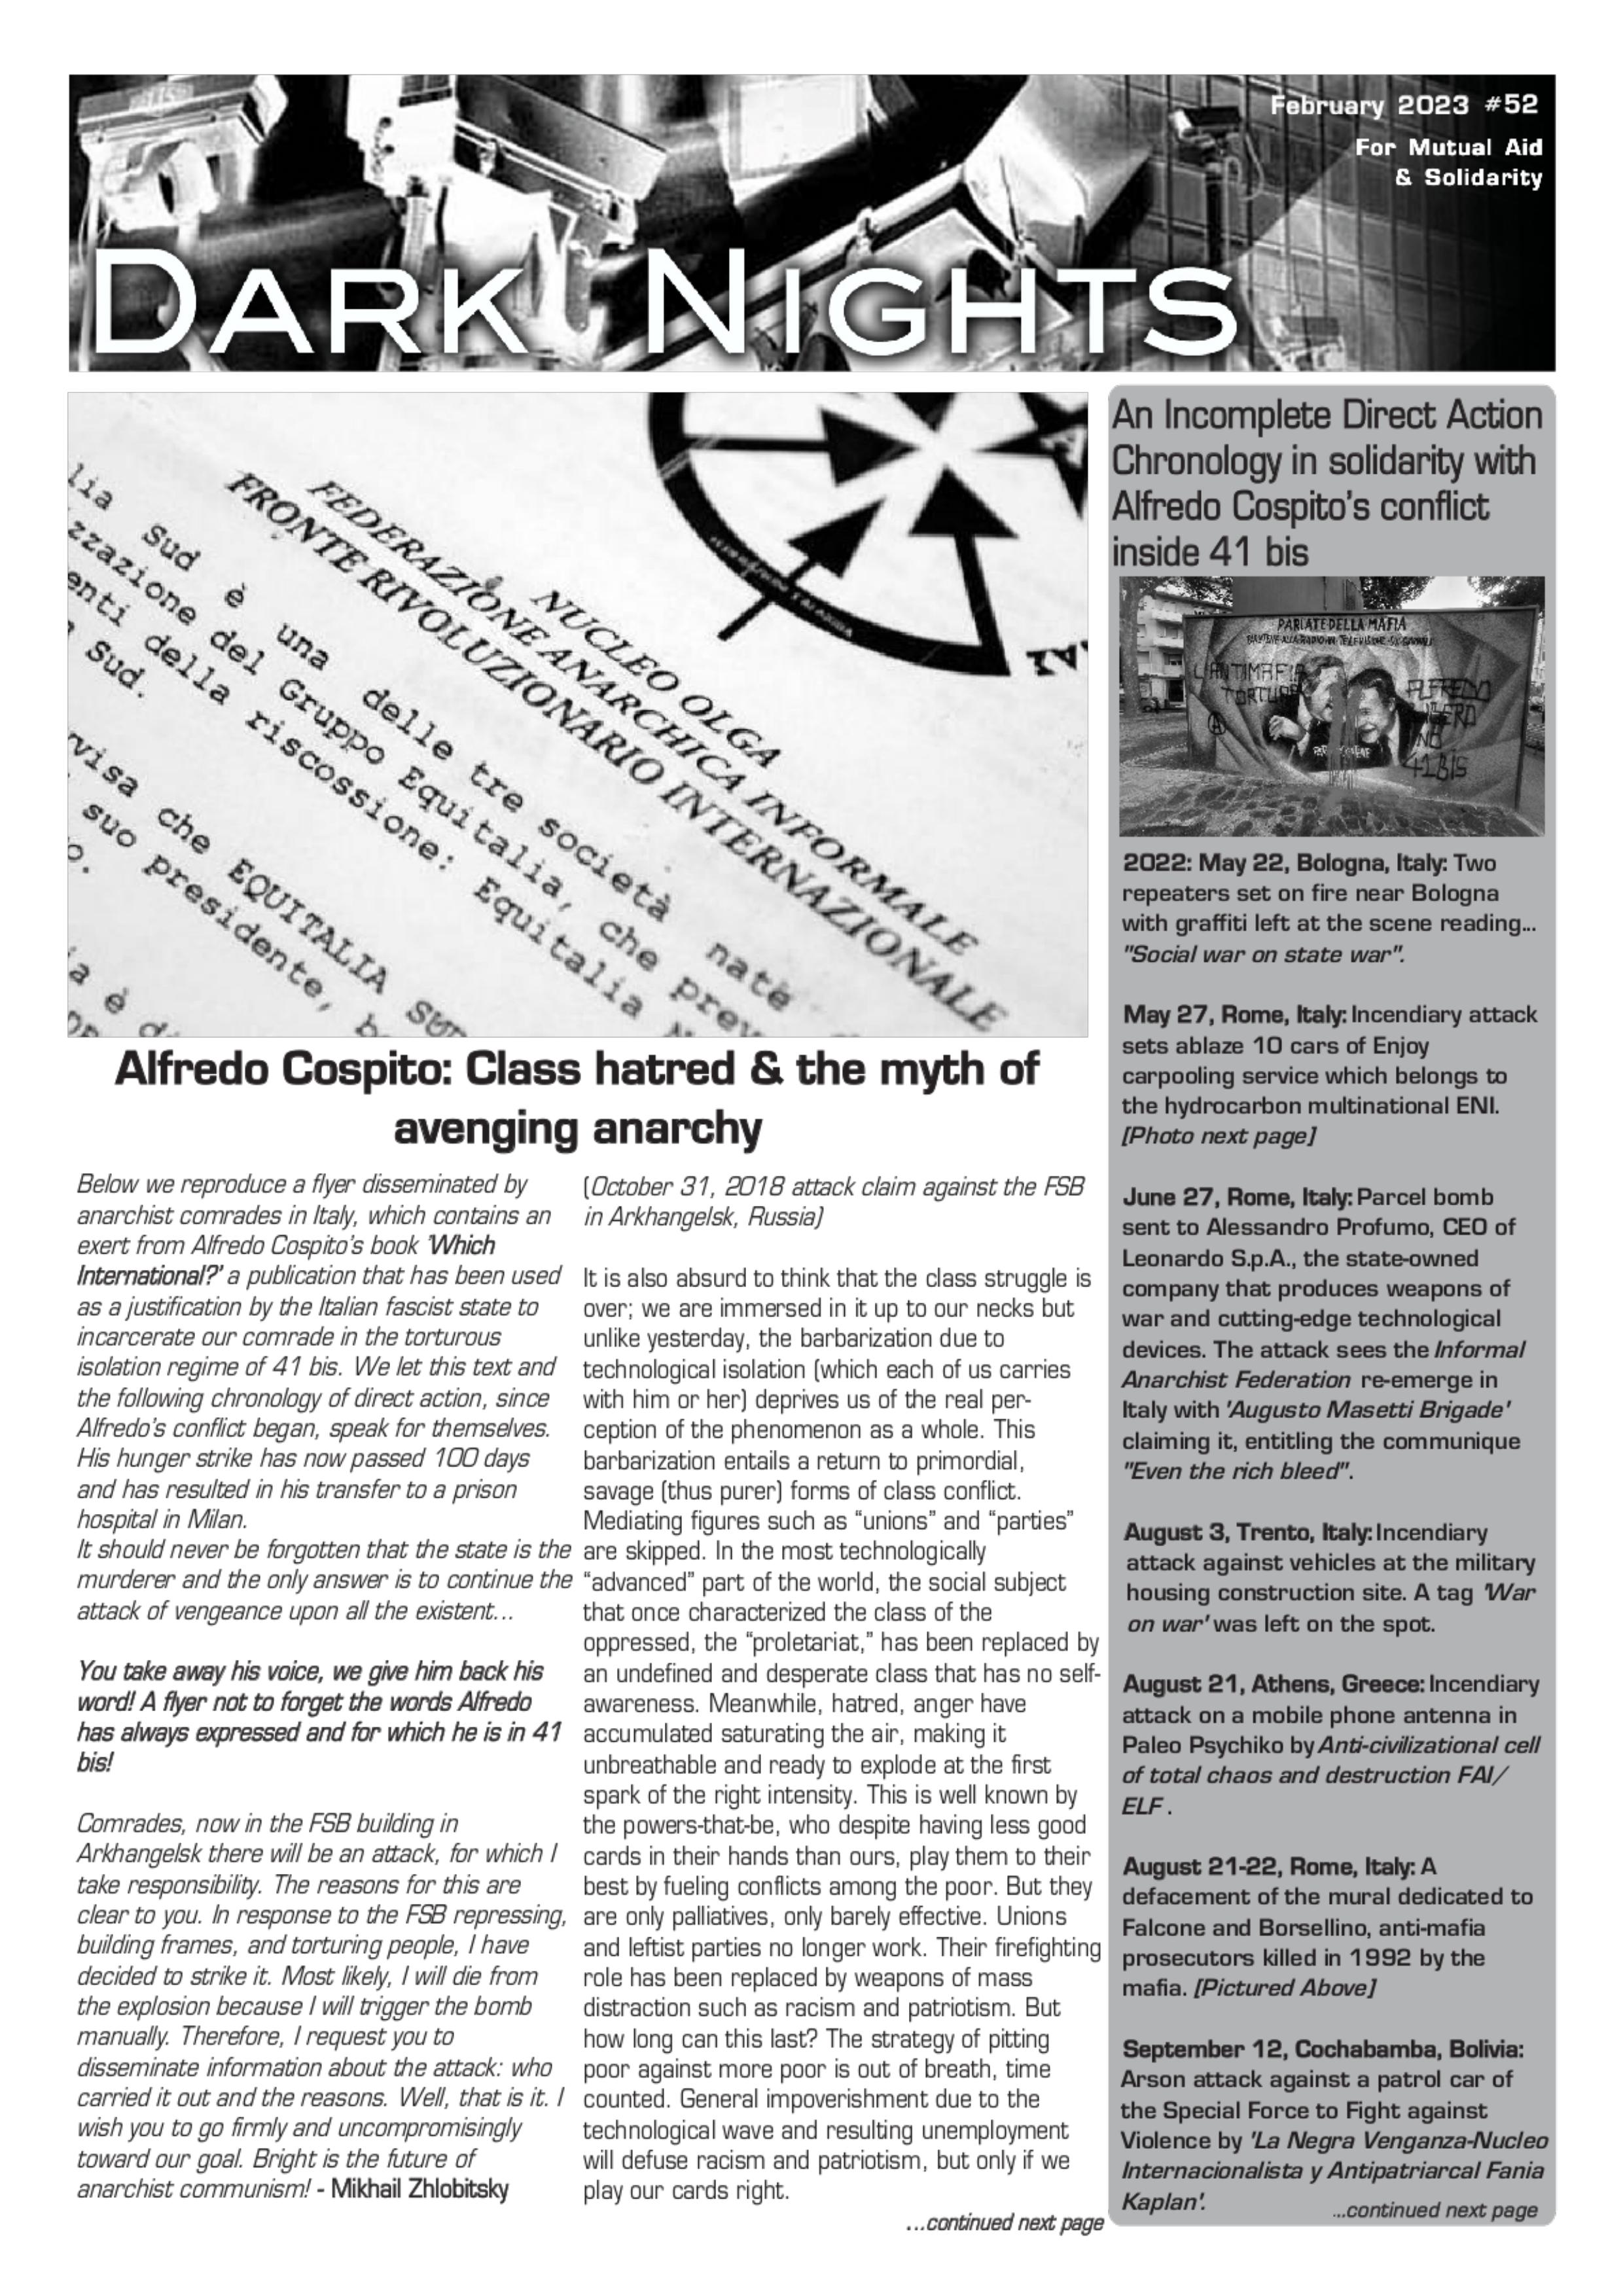 February 2023 #52
For Mutual Aid
& Solidarity
DARK NIGHTS
lia Sud è una delle tre società nate
zzazione del Gruppo Equitalia, che prev
enti della riscossione: Equitalia N
Sud.
visa che EQUITALIA SUD
suo presidente,
o.
NUCLEO OLGA
FEDERAZIONE ANARCHICA INFORMALE
FRONTE RIVOLUZIONARIO INTERNAZIONALE
Alfredo Cospito: Class hatred & the myth of
avenging anarchy
Below we reproduce a flyer disseminated by
anarchist comrades in Italy, which contains an
exert from Alfredo Cospito's book 'Which
International?' a publication that has been used
as a justification by the Italian fascist state to
incarcerate our comrade in the torturous
isolation regime of 41 bis. We let this text and
the following chronology of direct action, since
Alfredo's conflict began, speak for themselves.
His hunger strike has now passed 100 days
and has resulted in his transfer to a prison
hospital in Milan.
It should never be forgotten that the state is the
murderer and the only answer is to continue the
attack of vengeance upon all the existent...
You take away his voice, we give him back his
word! A flyer not to forget the words Alfredo
has always expressed and for which he is in 41
bis!
Comrades, now in the FSB building in
Arkhangelsk there will be an attack, for which I
take responsibility. The reasons for this are
clear to you. In response to the FSB repressing,
building frames, and torturing people, I have
decided to strike it. Most likely, I will die from
the explosion because I will trigger the bomb
manually. Therefore, I request you to
disseminate information about the attack: who
carried it out and the reasons. Well, that is it. I
wish you to go firmly and uncompromisingly
toward our goal. Bright is the future of
anarchist communism! - Mikhail Zhlobitsky
(October 31, 2018 attack claim against the FSB
in Arkhangelsk, Russia)
It is also absurd to think that the class struggle is
over; we are immersed in it up to our necks but
unlike yesterday, the barbarization due to
technological isolation (which each of us carries
with him or her) deprives us of the real per-
ception of the phenomenon as a whole. This
barbarization entails a return to primordial,
savage (thus purer) forms of class conflict.
Mediating figures such as "unions" and "parties"
are skipped. In the most technologically
"advanced" part of the world, the social subject
that once characterized the class of the
oppressed, the "proletariat," has been replaced by
an undefined and desperate class that has no self-
awareness. Meanwhile, hatred, anger have
accumulated saturating the air, making it
unbreathable and ready to explode at the first
spark of the right intensity. This is well known by
the powers-that-be, who despite having less good
cards in their hands than ours, play them to their
best by fueling conflicts among the poor. But they
are only palliatives, only barely effective. Unions
and leftist parties no longer work. Their firefighting
role has been replaced by weapons of mass
distraction such as racism and patriotism. But
how long can this last? The strategy of pitting
poor against more poor is out of breath, time
counted. General impoverishment due to the
technological wave and resulting unemployment
will defuse racism and patriotism, but only if we
play our cards right.
...continued next page
An Incomplete Direct Action
Chronology in solidarity with
Alfredo Cospito's conflict
inside 41 bis
PARLATE DELLA MAFIA
L'ANTIMAFIA
TORTURA
ALFREDO
LIBERO
NO
41BIS
2022: May 22, Bologna, Italy: Two
repeaters set on fire near Bologna
with graffiti left at the scene reading...
"Social war on state war".
May 27, Rome, Italy: Incendiary attack
sets ablaze 10 cars of Enjoy
carpooling service which belongs to
the hydrocarbon multinational ENI.
[Photo next page]
June 27, Rome, Italy: Parcel bomb
sent to Alessandro Profumo, CEO of
Leonardo S.p.A., the state-owned
company that produces weapons of
war and cutting-edge technological
devices. The attack sees the Informal
Anarchist Federation re-emerge in
Italy with 'Augusto Masetti Brigade'
claiming it, entitling the communique
"Even the rich bleed".
August 3, Trento, Italy: Incendiary
attack against vehicles at the military
housing construction site. A tag 'War
on war' was left on the spot.
August 21, Athens, Greece: Incendiary
attack on a mobile phone antenna in
Paleo Psychiko by Anti-civilizational cell
of total chaos and destruction FAI/
ELF .
August 21-22, Rome, Italy: A
defacement of the mural dedicated to
Falcone and Borsellino, anti-mafia
prosecutors killed in 1992 by the
mafia. [Pictured Above]
September 12, Cochabamba, Bolivia:
Arson attack against a patrol car of
the Special Force to Fight against
Violence by 'La Negra Venganza-Nucleo
Internacionalista y Antipatriarcal Fania
Kaplan'.
...continued next page